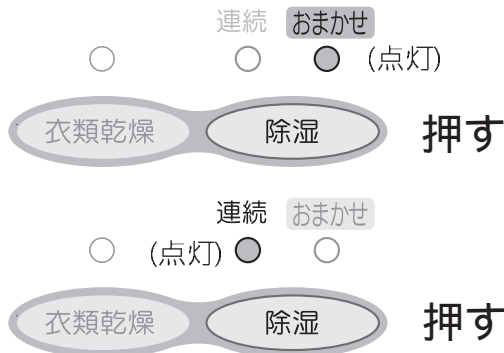 連続 おまかせ
(点灯)
衣類乾燥 除湿 押す
連続 おまかせ
(点灯)
衣類乾燥 除湿 押す